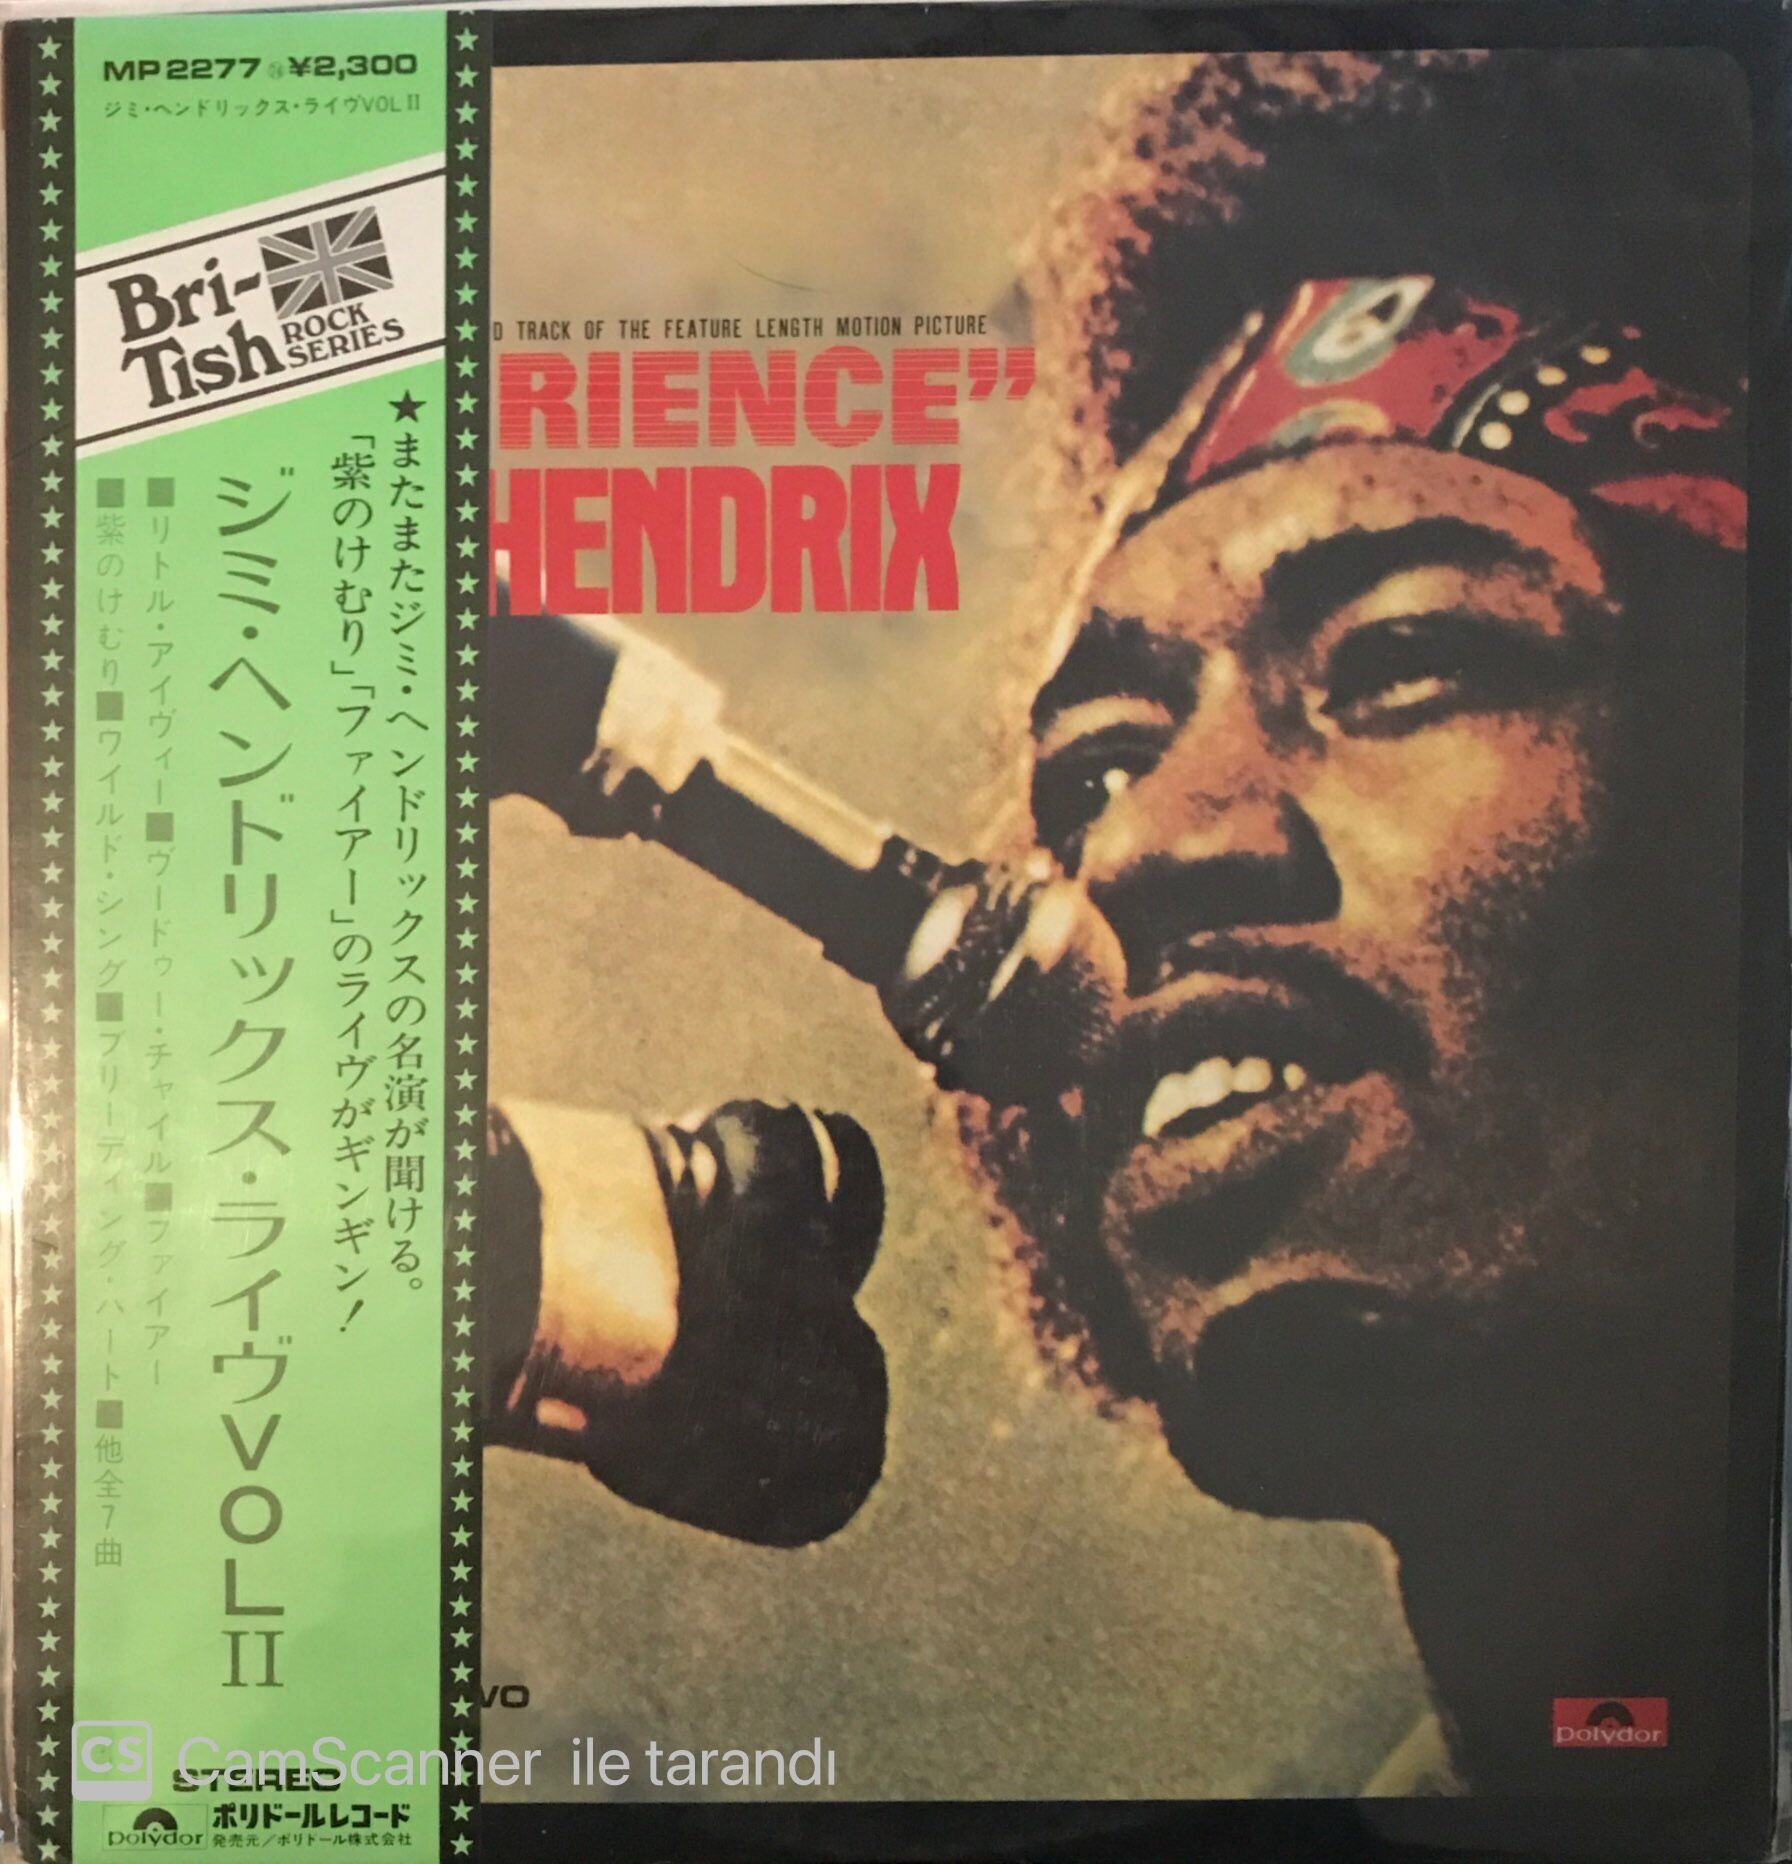 MP 2277 ¥2,300
ジミ・ヘンドリックス・ライヴVOL II
Bri-
Tish
ROCK
SERIES
★またまたジミ・ヘンドリックスの名演が聞ける。
「紫のけむり」「ファイアー」のライヴがギンギン!
ジミ・ヘンドリックス・ライヴVOL II
■リトル・アイヴィー■ヴードゥー・チャイル■ファイアー
■紫のけむり■ワイルド・シング■ブリーディング・ハート■他全7曲
STEREO
polydor
ポリドールレコード
発売元/ポリドール株式会社
D TRACK OF THE FEATURE LENGTH MOTION PICTURE
RIENCE”
HENDRIX
WO
polydor
CS CamScanner ile tarandı